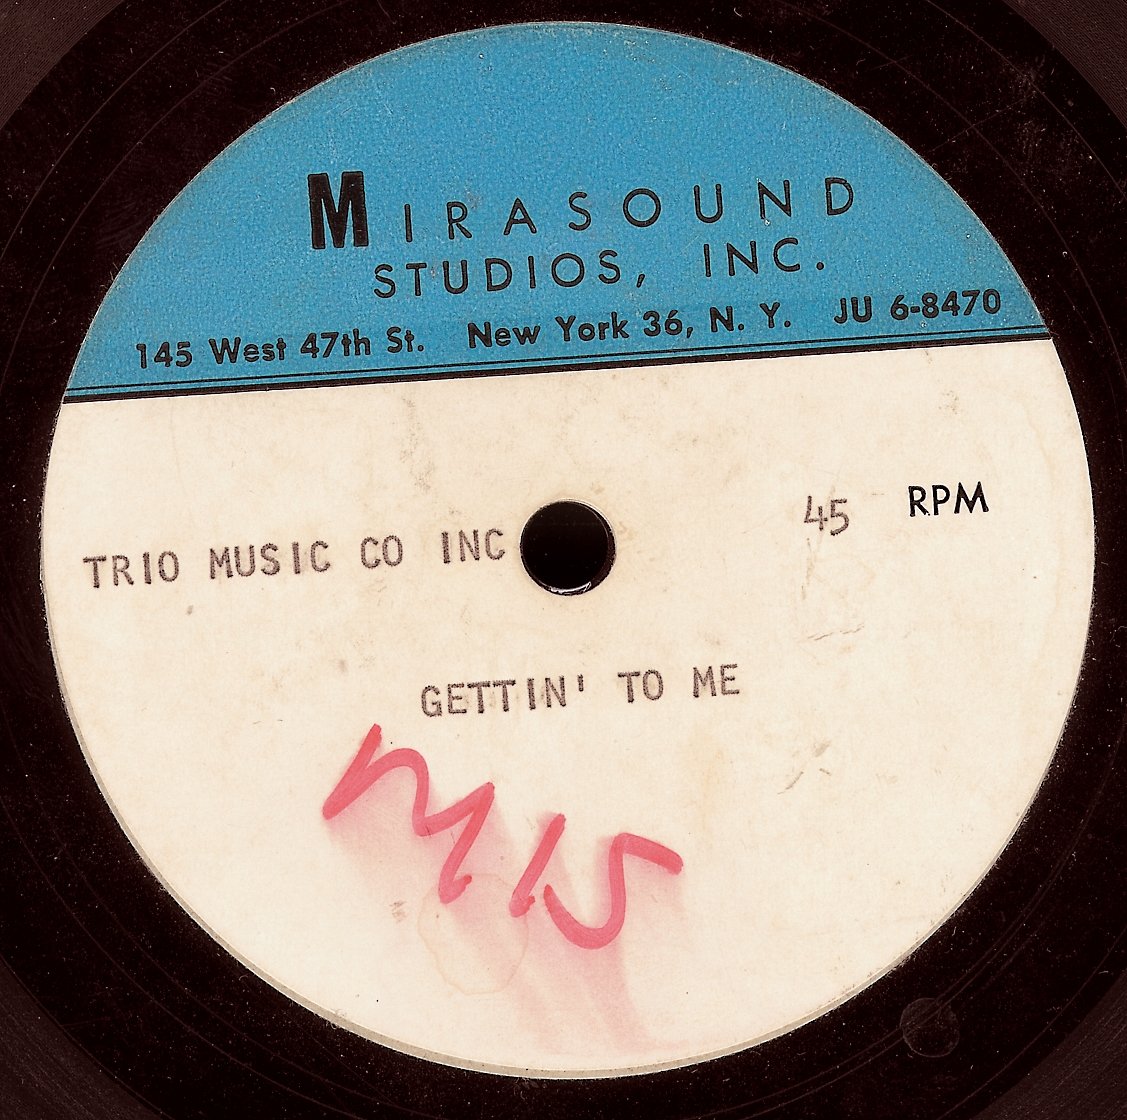 MIRASOUND
STUDIOS, INC.
145 West 47th St. New York 36, N. Y. JU 6-8470
45 RPM
TRIO MUSIC CO INC
GETTIN' TO ME
M15